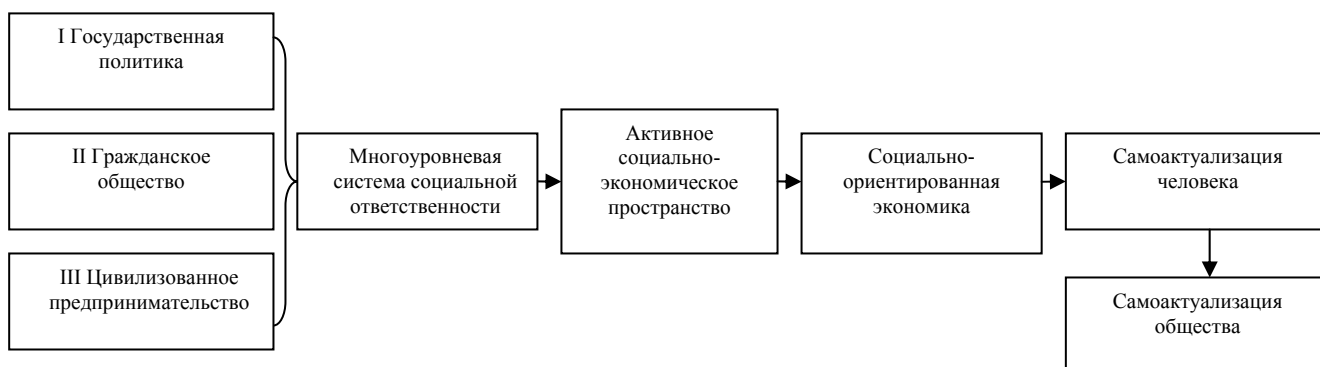 I Государственная
политика
II Гражданское
общество
III Цивилизованное
предпринимательство
Многоуровневая
система социальной
ответственности
Активное
социально-
экономическое
пространство
Социально-
ориентированная
экономика
Самоактуализация
человека
Самоактуализация
общества